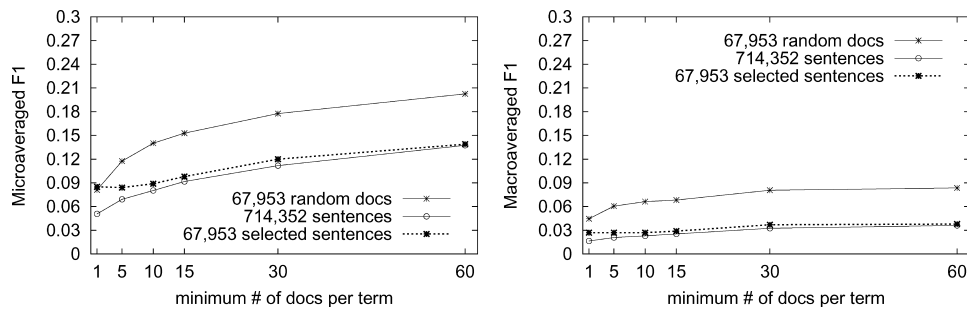 0.3
0.27
0.24
0.21
0.18
0.15
0.12
0.09
0.06
0.03
0
Microaveraged F1
67,953 random docs
714,352 sentences
67,953 selected sentences
1 5 10 15 30 60
minimum # of docs per term
0.3
0.27
0.24
0.21
0.18
0.15
0.12
0.09
0.06
0.03
0
Macroaveraged F1
67,953 random docs
714,352 sentences
67,953 selected sentences
1 5 10 15 30 60
minimum # of docs per term